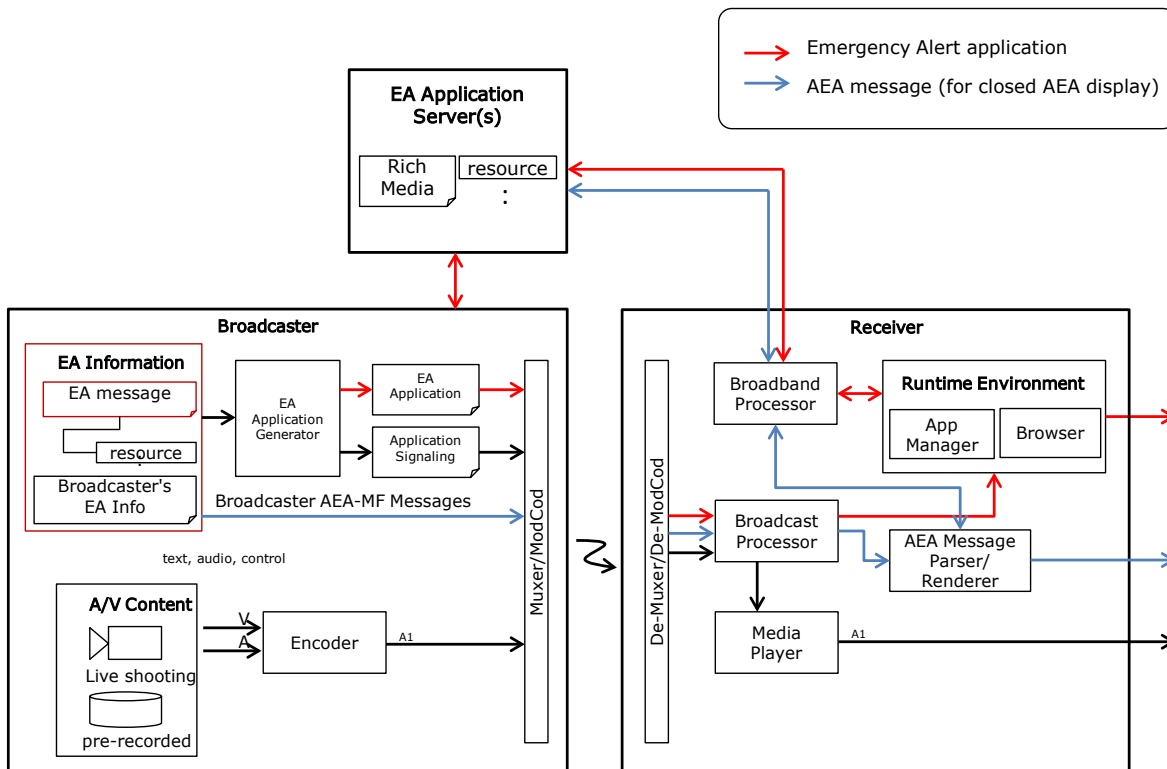 Emergency Alert application
AEA message (for closed AEA display)
EA Application
Server(s)
Rich
Media
resource
:
Broadcaster
EA Information
EA message
resource
:
Broadcaster's
EA Info
EA
Application
Generator
EA
Application
Application
Signaling
Broadcaster AEA-MF Messages
text, audio, control
A/V Content
Live shooting
pre-recorded
V
A
Encoder
A1
Muxer/ModCod
Receiver
De-Muxer/De-ModCod
Broadband
Processor
Runtime Environment
App
Manager
Browser
Broadcast
Processor
AEA Message
Parser/
Renderer
Media
Player
A1